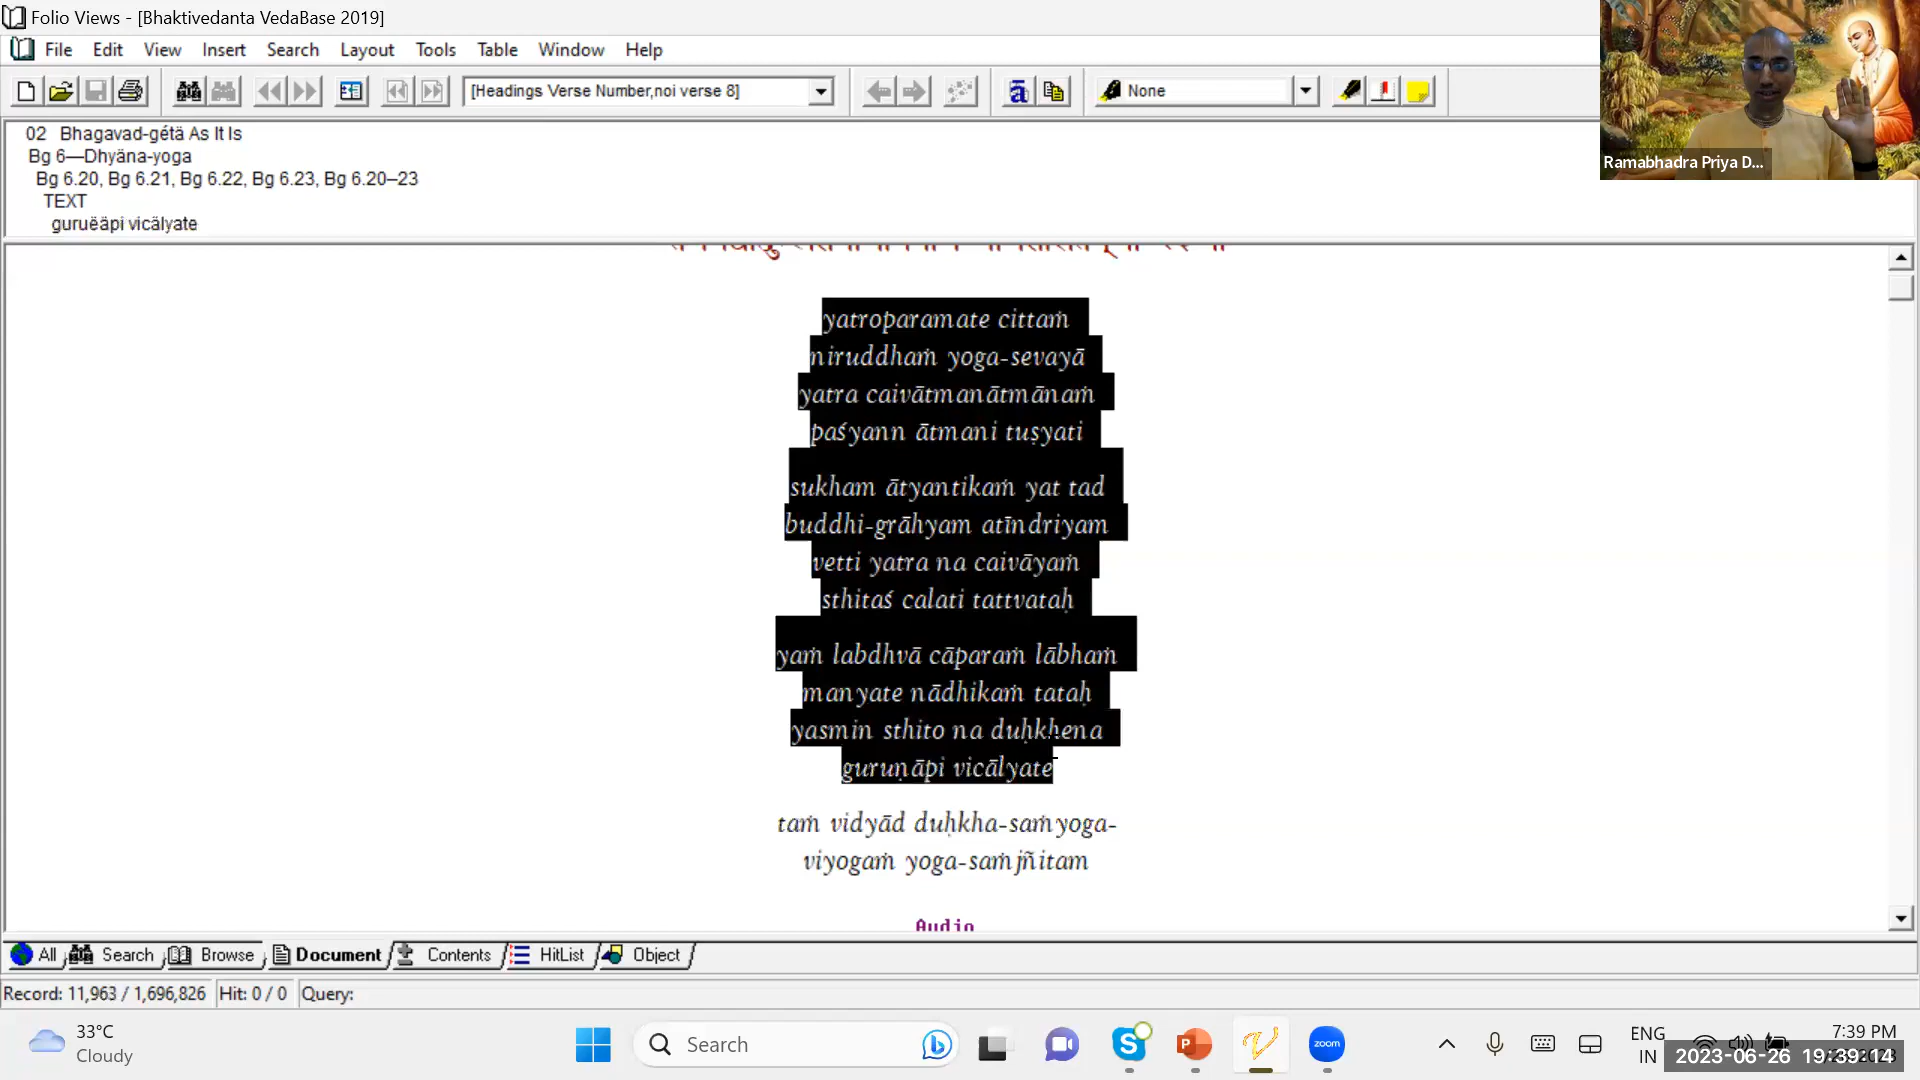 Folio Views - [Bhaktivedanta VedaBase 2019]
File Edit View Insert Search Layout Tools Table Window Help
[Headings Verse Number,noi verse 8]
None
02 Bhagavad-gétä As It Is
Bg 6—Dhyäna-yoga
Bg 6.20, Bg 6.21, Bg 6.22, Bg 6.23, Bg 6.20–23
TEXT
guruëäpi vicälyate
Ramabhadra Priya D...
yatroparamate cittaṁ
niruddhaṁ yoga-sevayā
yatra caivātmanātmānaṁ
paśyann ātmani tuṣyati
sukham ātyantikaṁ yat tad
buddhi-grāhyam atīndriyam
vetti yatra na caivāyaṁ
sthitaś calati tattvataḥ
yaṁ labdhvā cāparaṁ lābhaṁ
manyate nādhikaṁ tataḥ
yasmin sthito na duḥkhena
guruṇāpi vicālyate
taṁ vidyād duḥkha-saṁyoga-
viyogaṁ yoga-saṁjñitam
Audio
All Search Browse Document Contents HitList Object
Record: 11,963 / 1,696,826 Hit: 0 / 0 Query:
33°C
Cloudy
Search
zoom
ENG
IN
7:39 PM
2023-06-26 19:39:14